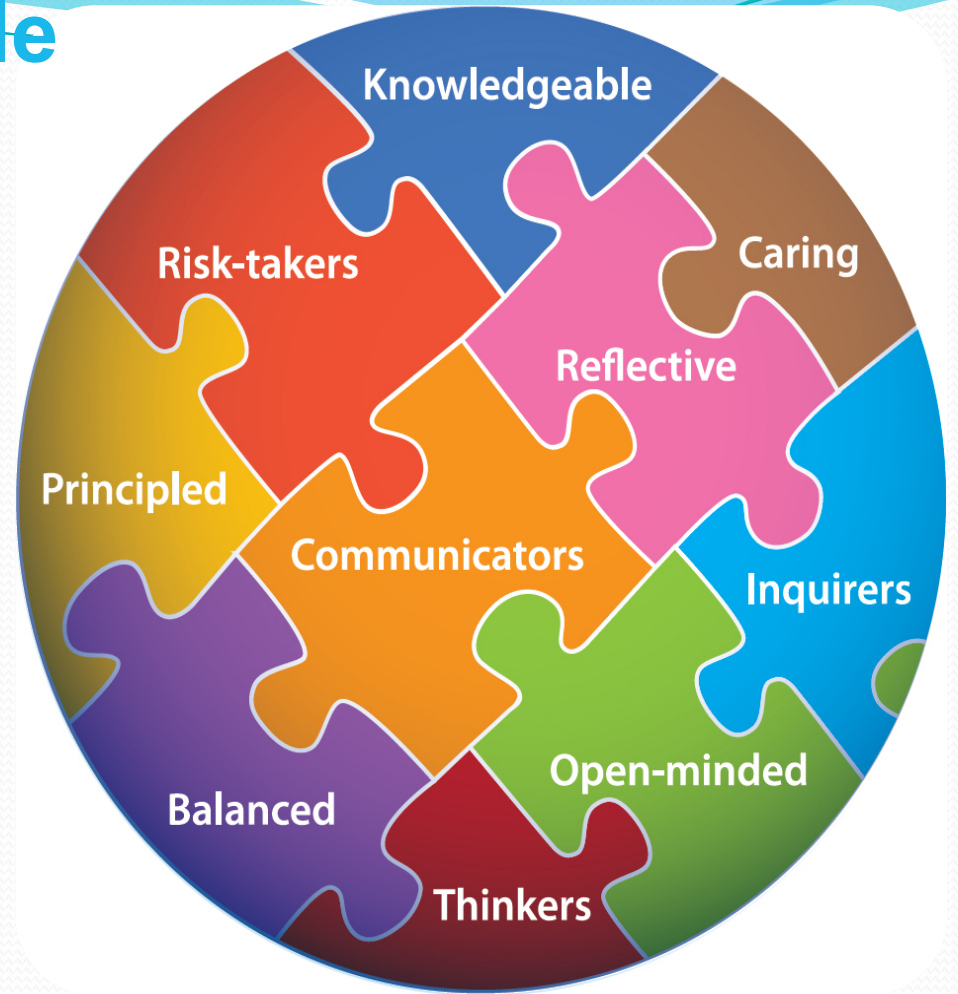 Knowledgeable
Caring
Risk-takers
Reflective
Principled
Communicators
Inquirers
Open-minded
Balanced
Thinkers